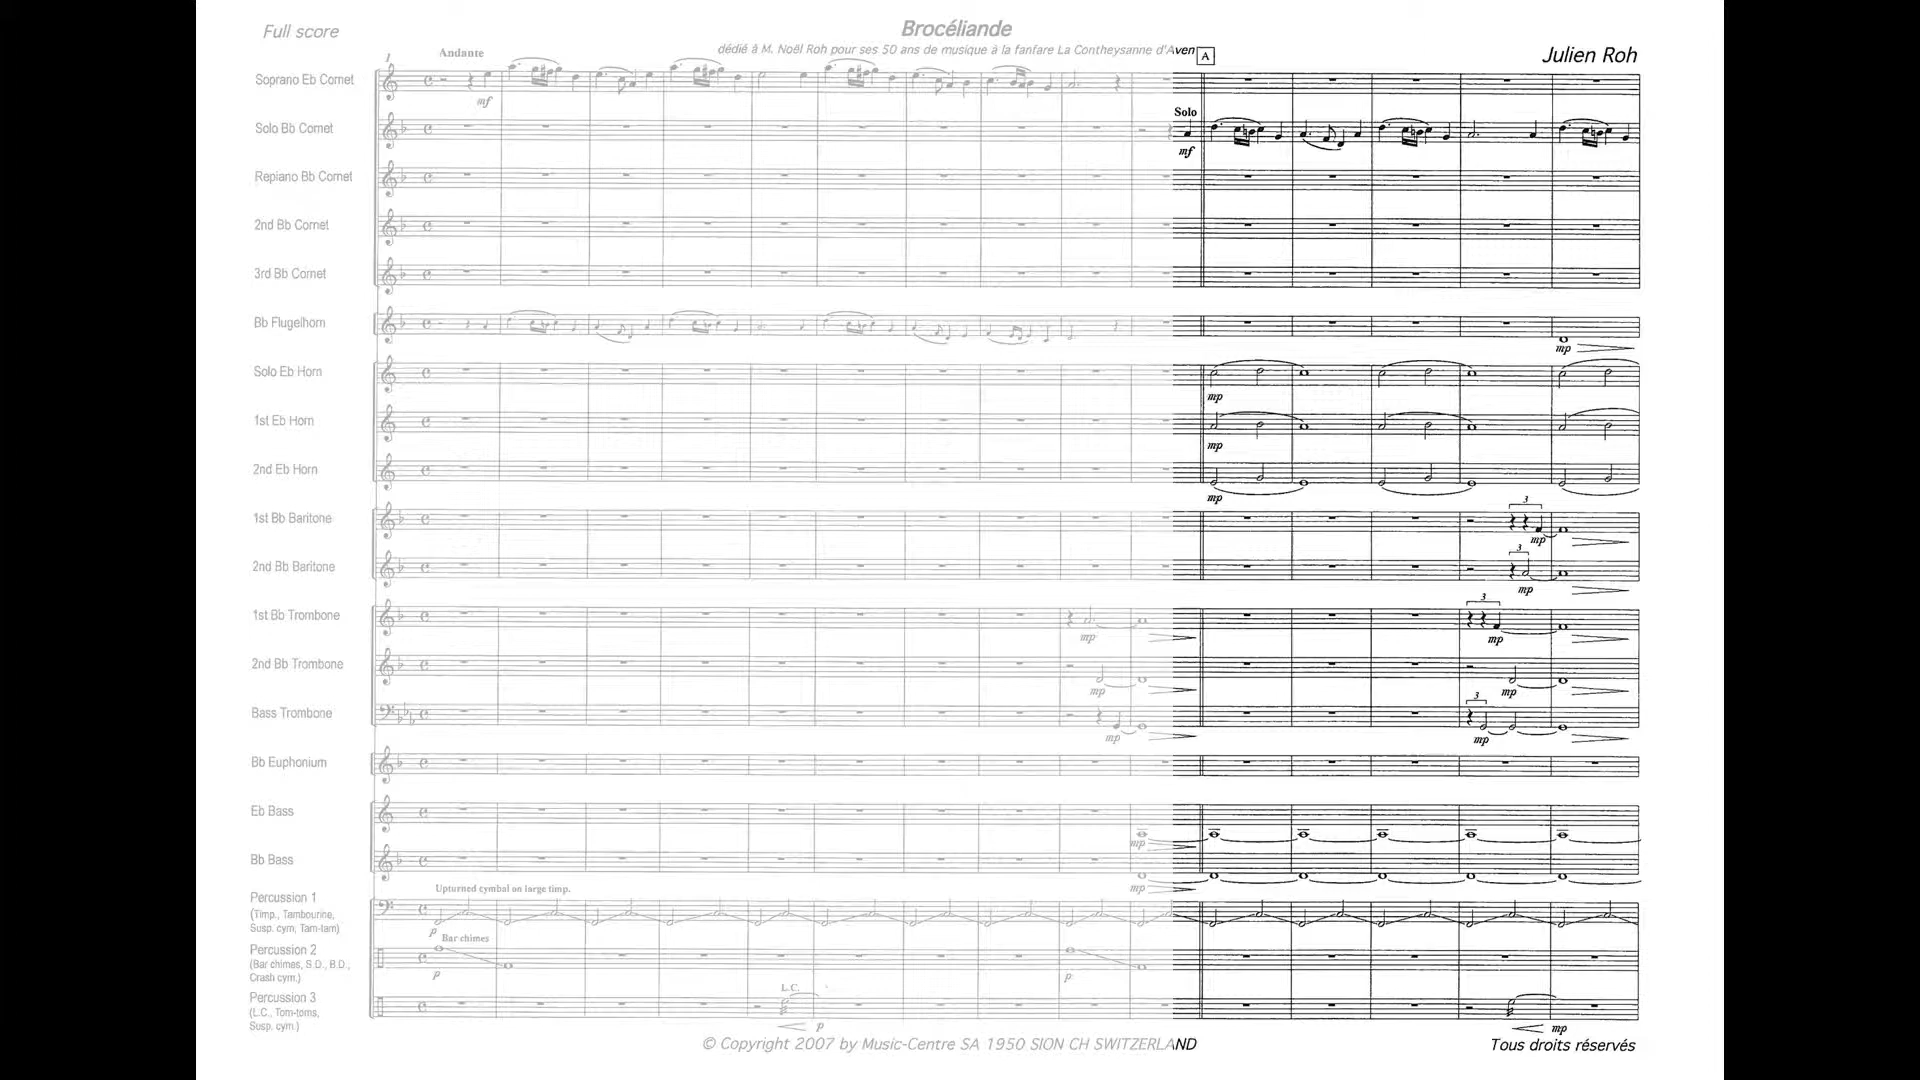 Full score
Brocéliande
dédié à M. Noël Roh pour ses 50 ans de musique à la fanfare La Contheysanne d'Aven
A
Julien Roh
1
Andante
Soprano Eb Cornet
mf
Solo
Solo Bb Cornet
mf
Repiano Bb Cornet
2nd Bb Cornet
3rd Bb Cornet
Bb Flugelhorn
mp
Solo Eb Horn
mp
1st Eb Horn
mp
2nd Eb Horn
mp
3
1st Bb Baritone
mp
3
2nd Bb Baritone
mp
3
1st Bb Trombone
mp mp
2nd Bb Trombone
mp mp
3
Bass Trombone
mp mp
Bb Euphonium
Eb Bass
mp
Bb Bass
mp
Upturned cymbal on large timp.
Percussion 1
(Timp., Tambourine,
Susp. cym, Tam-tam)
p
Bar chimes
Percussion 2
(Bar chimes, S.D., B.D.,
Crash cym.)
p p
L.C.
Percussion 3
(L.C., Tom-toms,
Susp. cym.)
p mp
© Copyright 2007 by Music-Centre SA 1950 SION CH SWITZERLAND
Tous droits réservés